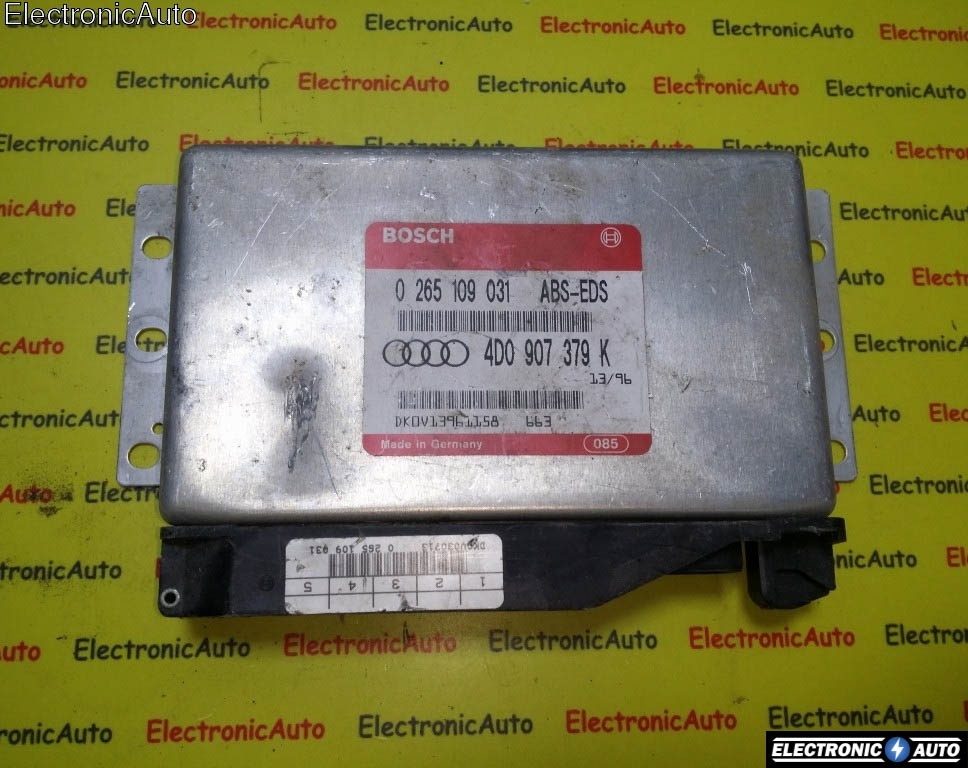 ElectronicAuto
BOSCH
0 265 109 031 ABS-EDS
4D0 907 379 K
13/96
DKOV13961158 663
Made in Germany 085
0 265 109 031
1 2 3 4 5
ElectronicAuto
ELECTRONIC AUTO